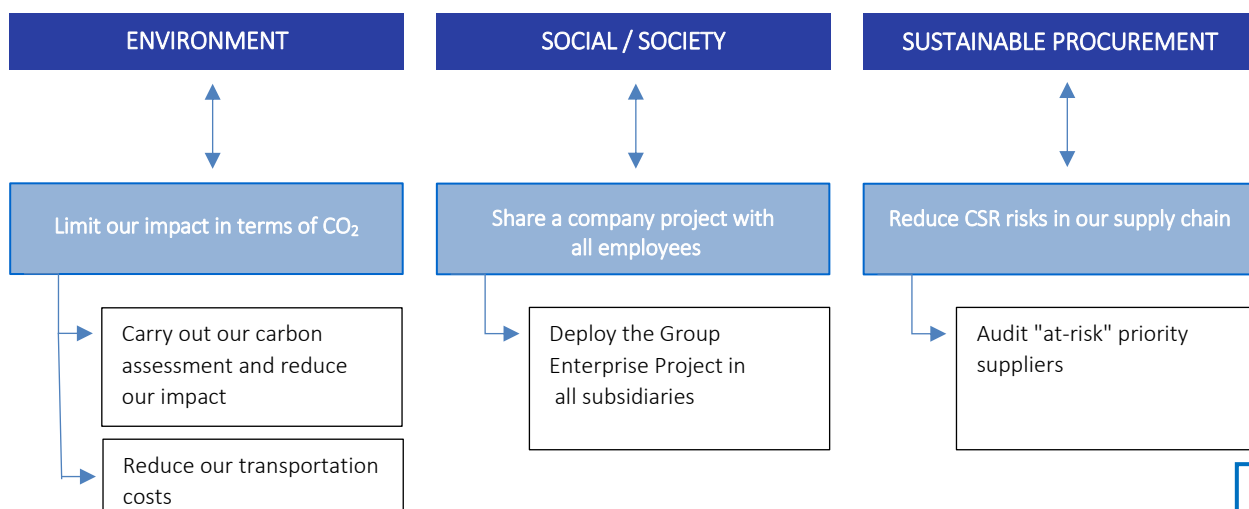 ENVIRONMENT
Limit our impact in terms of CO₂
Carry out our carbon
assessment and reduce
our impact
Reduce our transportation
costs
SOCIAL / SOCIETY
Share a company project with
all employees
Deploy the Group
Enterprise Project in
all subsidiaries
SUSTAINABLE PROCUREMENT
Reduce CSR risks in our supply chain
Audit "at-risk" priority
suppliers